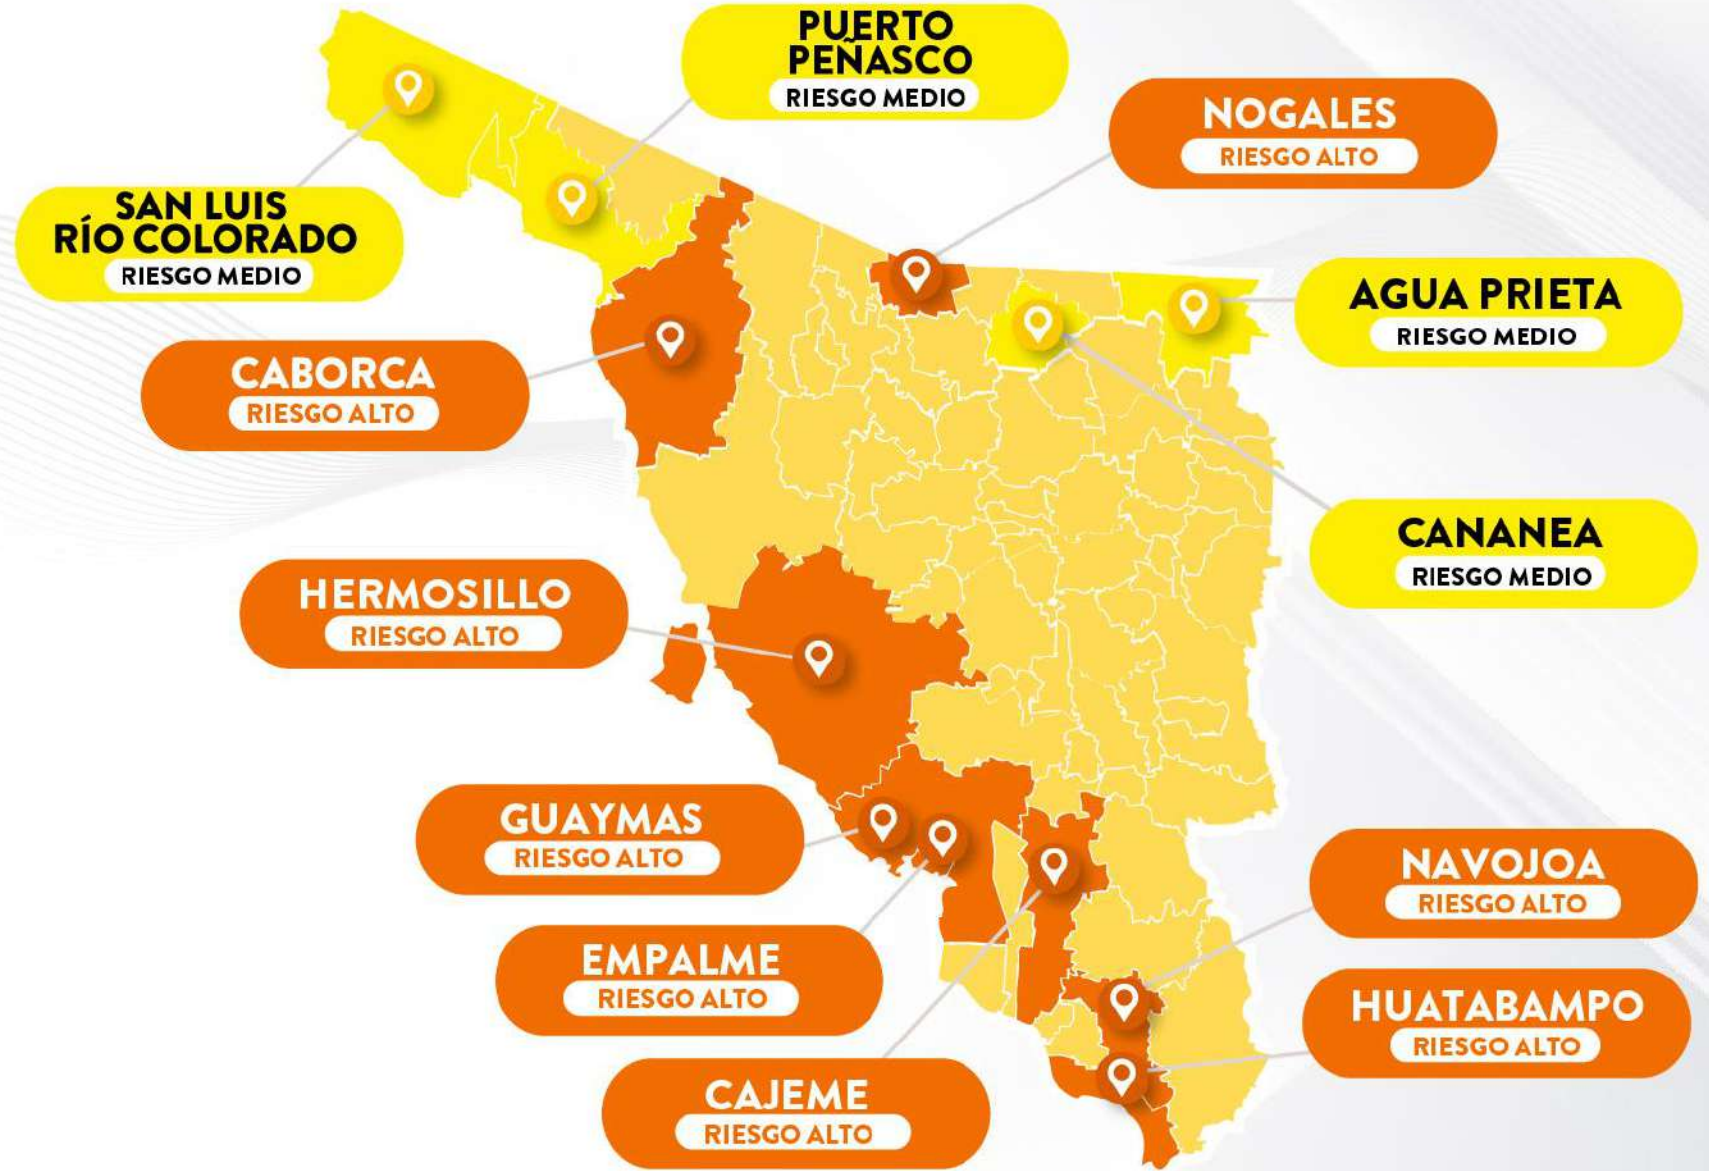 PUERTO
PEÑASCO
RIESGO MEDIO
NOGALES
RIESGO ALTO
SAN LUIS
RÍO COLORADO
RIESGO MEDIO
AGUA PRIETA
RIESGO MEDIO
CABORCA
RIESGO ALTO
CANANEA
RIESGO MEDIO
HERMOSILLO
RIESGO ALTO
GUAYMAS
RIESGO ALTO
NAVOJOA
RIESGO ALTO
EMPALME
RIESGO ALTO
HUATABAMPO
RIESGO ALTO
CAJEME
RIESGO ALTO